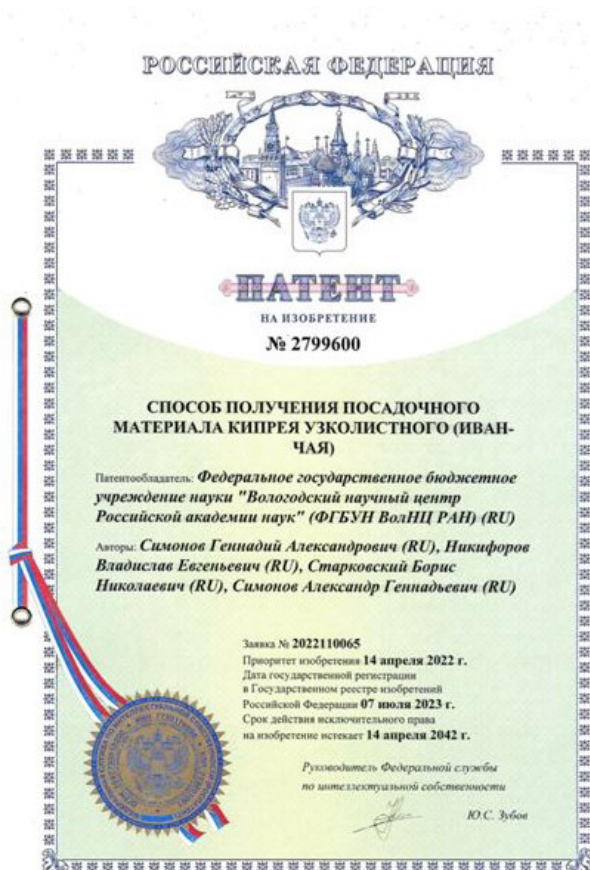 РОССИЙСКАЯ ФЕДЕРАЦИЯ
ПАТЕНТ
НА ИЗОБРЕТЕНИЕ
№ 2799600
СПОСОБ ПОЛУЧЕНИЯ ПОСАДОЧНОГО
МАТЕРИАЛА КИПРЕЯ УЗКОЛИСТНОГО (ИВАН-
ЧАЯ)
Патентообладатель: Федеральное государственное бюджетное
учреждение науки "Вологодский научный центр
Российской академии наук" (ФГБУН ВолНЦ РАН) (RU)
Авторы: Симонов Геннадий Александрович (RU), Никифоров
Владислав Евгеньевич (RU), Старковский Борис
Николаевич (RU), Симонов Александр Геннадьевич (RU)
Заявка № 2022110065
Приоритет изобретения 14 апреля 2022 г.
Дата государственной регистрации
в Государственном реестре изобретений
Российской Федерации 07 июля 2023 г.
Срок действия исключительного права
на изобретение истекает 14 апреля 2042 г.
Руководитель Федеральной службы
по интеллектуальной собственности
Ю.С. Зубов